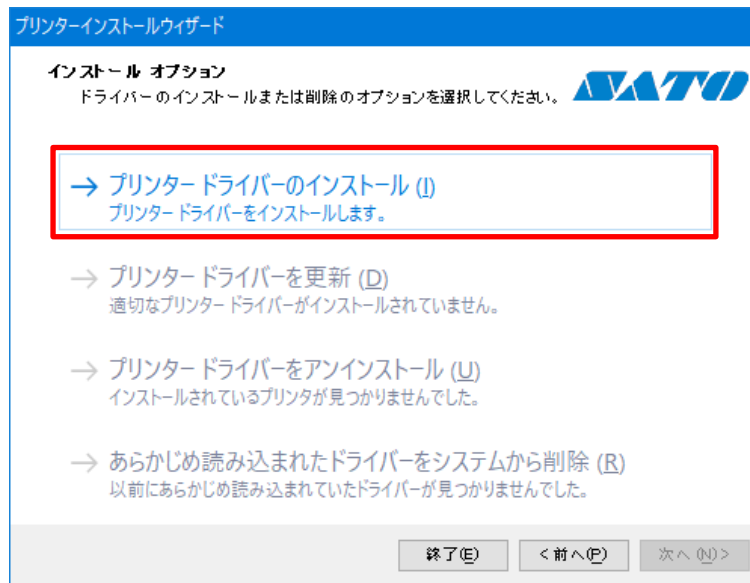 プリンターインストールウィザード
インストール オプション
ドライバーのインストールまたは削除のオプションを選択してください。
SATO
→ プリンター ドライバーのインストール (I)
プリンター ドライバーをインストールします。
→ プリンター ドライバーを更新 (D)
適切なプリンター ドライバーがインストールされていません。
→ プリンター ドライバーをアンインストール (U)
インストールされているプリンタが見つかりませんでした。
→ あらかじめ読み込まれたドライバーをシステムから削除 (R)
以前にあらかじめ読み込まれていたドライバーが見つかりませんでした。
終了(E) <前へ(P) 次へ(N)>